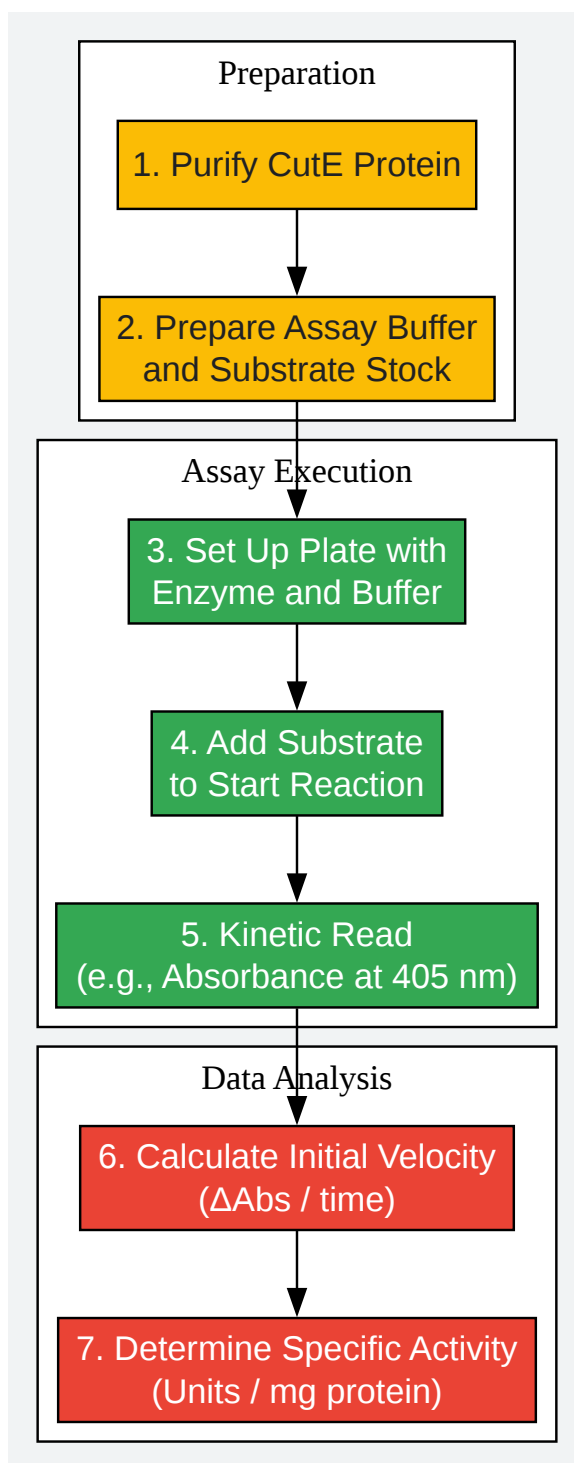 Preparation
1. Purify CutE Protein
2. Prepare Assay Buffer
and Substrate Stock
Assay Execution
3. Set Up Plate with
Enzyme and Buffer
4. Add Substrate
to Start Reaction
5. Kinetic Read
(e.g., Absorbance at 405 nm)
Data Analysis
6. Calculate Initial Velocity
(ΔAbs / time)
7. Determine Specific Activity
(Units / mg protein)